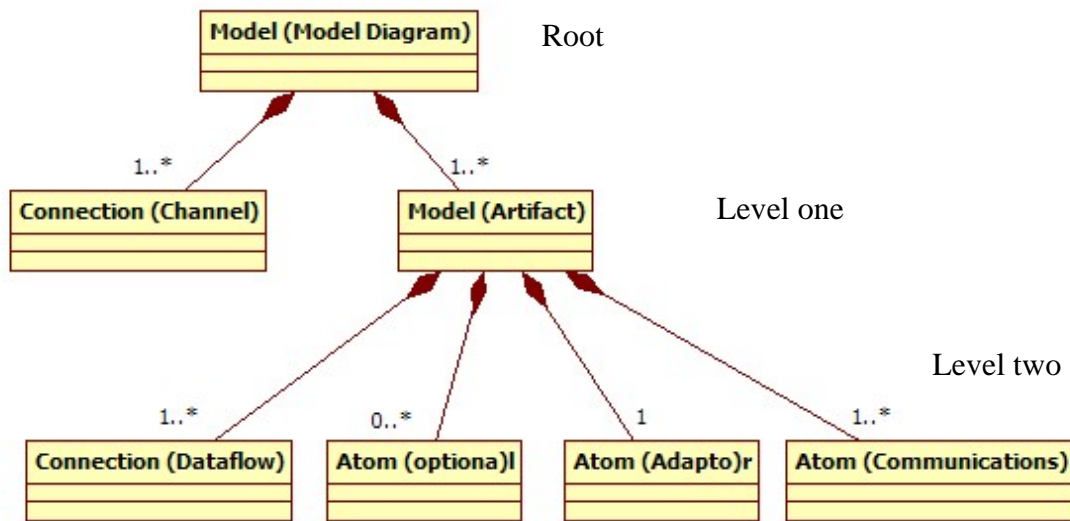 Model (Model Diagram)
Root
1..*
1..*
Connection (Channel)
Model (Artifact)
Level one
Level two
1..*
0..*
1
1..*
Connection (Dataflow)
Atom (optiona)l
Atom (Adapto)r
Atom (Communications)